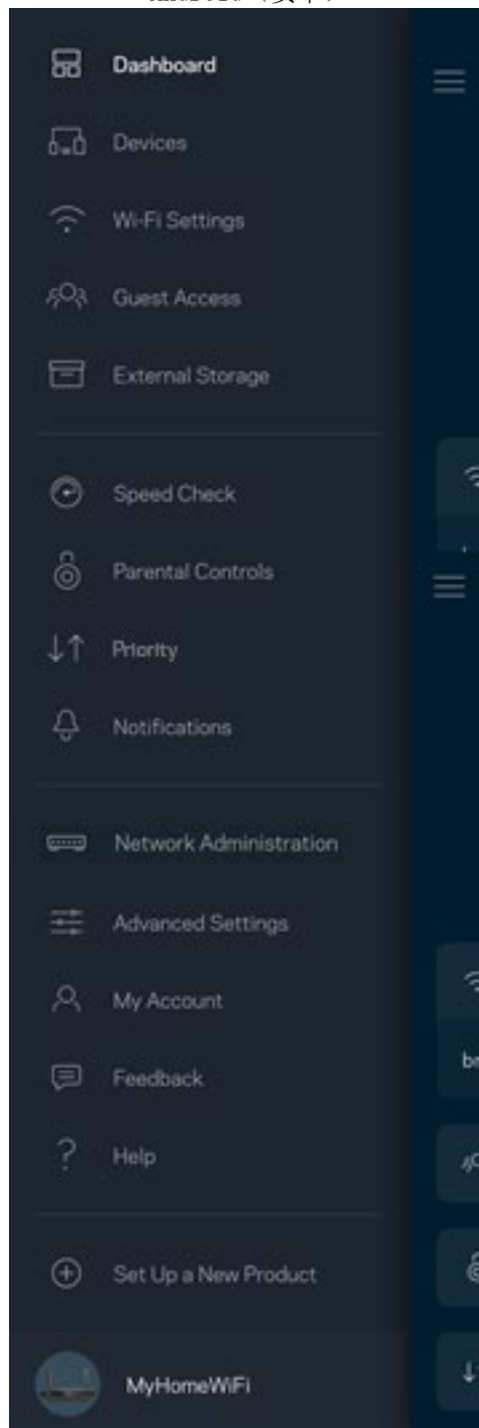 Dashboard
Devices
Wi-Fi Settings
Guest Access
External Storage
Speed Check
Parental Controls
Priority
Notifications
Network Administration
Advanced Settings
My Account
Feedback
Help
Set Up a New Product
MyHomeWiFi